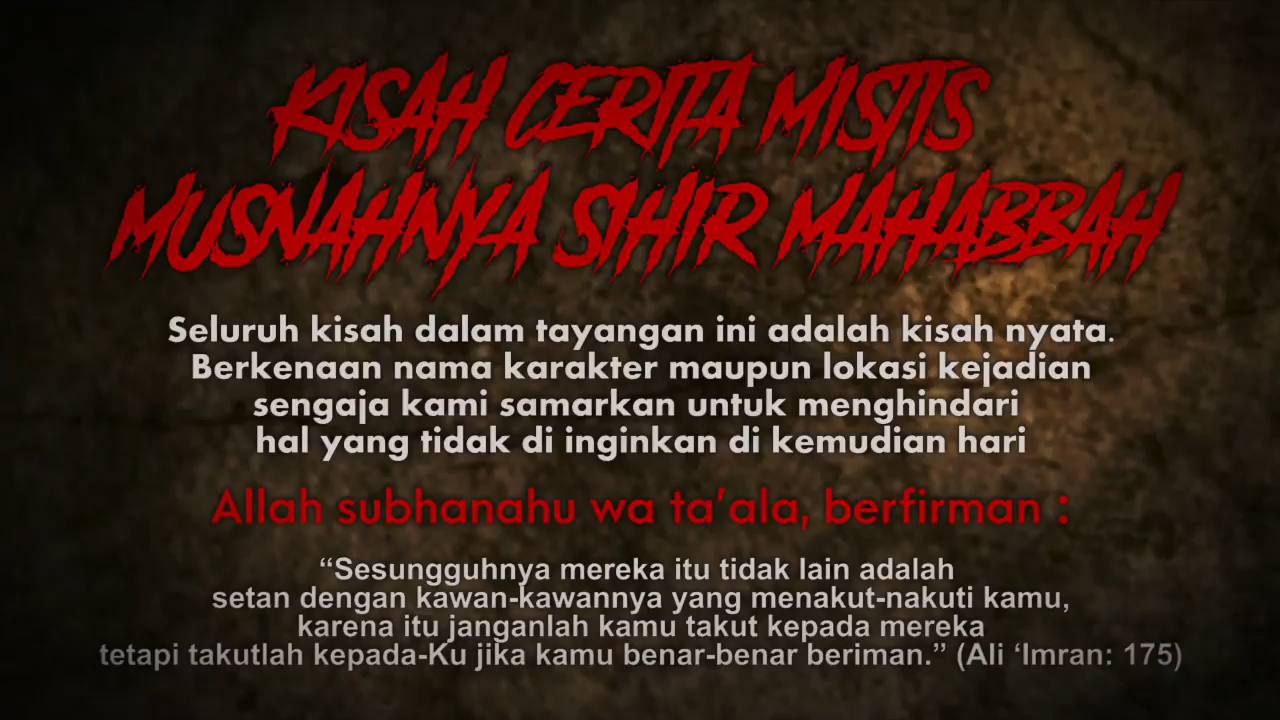 KISAH CERITA MISTIS
MUSNAHNYA SIHIR MAHABBAH
Seluruh kisah dalam tayangan ini adalah kisah nyata.
Berkenaan nama karakter maupun lokasi kejadian
sengaja kami samarkan untuk menghindari
hal yang tidak di inginkan di kemudian hari
Allah subhanahu wa ta'ala, berfirman :
“Sesungguhnya mereka itu tidak lain adalah
setan dengan kawan-kawannya yang menakut-nakuti kamu,
karena itu janganlah kamu takut kepada mereka
tetapi takutlah kepada-Ku jika kamu benar-benar beriman.” (Ali ‘Imran: 175)